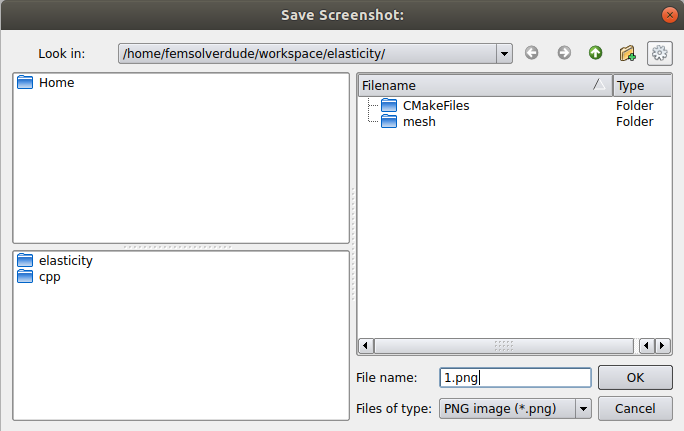 Save Screenshot:
Look in: /home/femsolverdude/workspace/elasticity/
Home
Filename Type
CMakeFiles Folder
mesh Folder
elasticity
cpp
File name: 1.png OK
Files of type: PNG image (*.png) Cancel